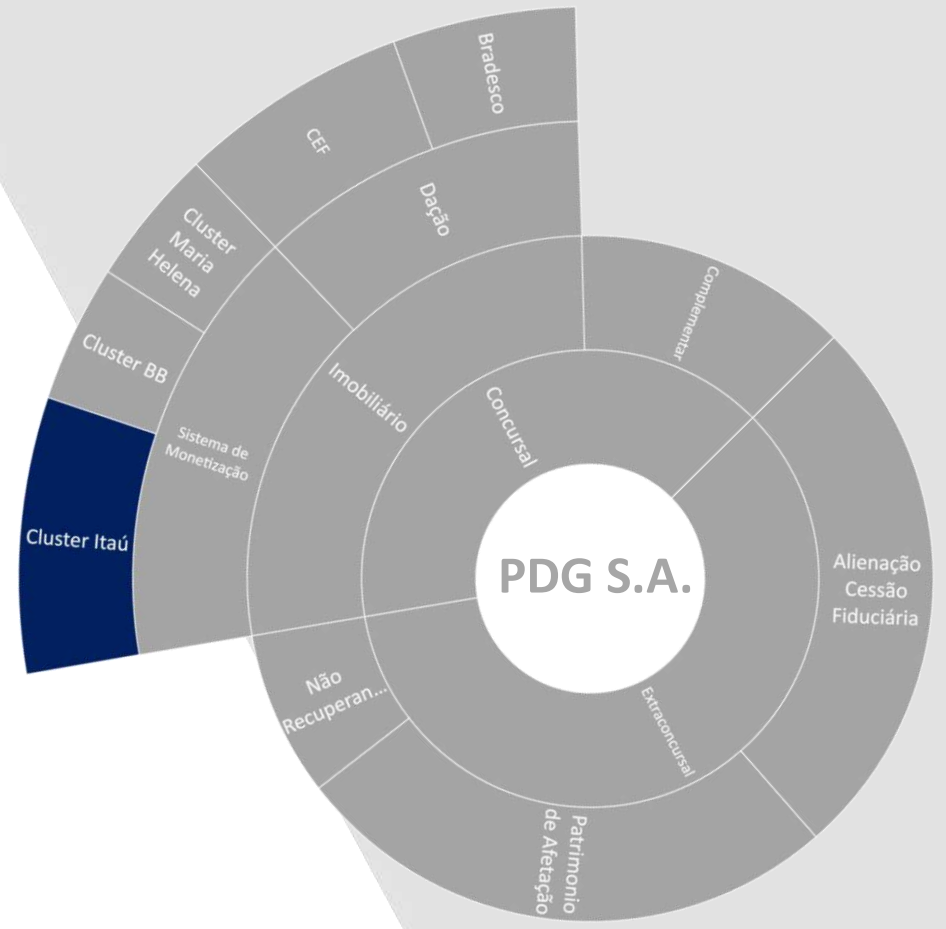 Bradesco
CEF
Dação
Cluster
Maria
Helena
Cluster BB
Cluster Itaú
Sistema de
Monetização
Imobiliário
Complementar
Concursal
PDG S.A.
Alienação
Cessão
Fiduciária
Extraconcursal
Não
Recuperan...
Patrimonio
de Afetação